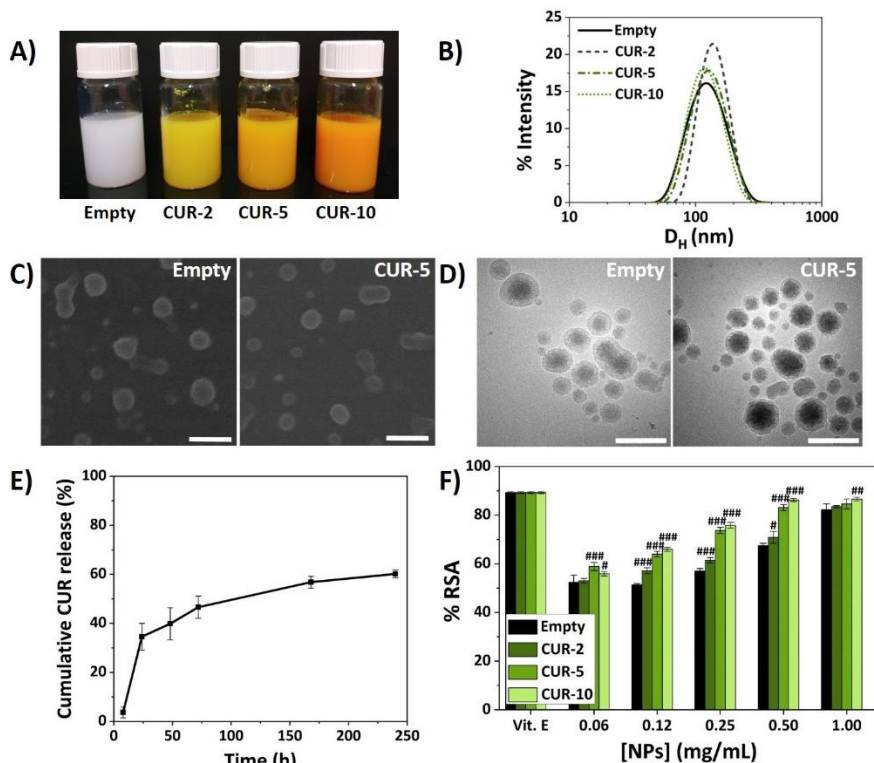 A)
Empty CUR-2 CUR-5 CUR-10
B)
Empty
CUR-2
CUR-5
CUR-10
% Intensity
25
20
15
10
5
0
10 100 1000
D_H (nm)
C)
Empty
CUR-5
D)
Empty
CUR-5
E)
Cumulative CUR release (%)
100
80
60
40
20
0
0 50 100 150 200 250
Time (h)
F)
% RSA
100
80
60
40
20
0
### #
### ### ###
### ### ###
# ### ###
##
Empty
CUR-2
CUR-5
CUR-10
Vit. E 0.06 0.12 0.25 0.50 1.00
[NPs] (mg/mL)